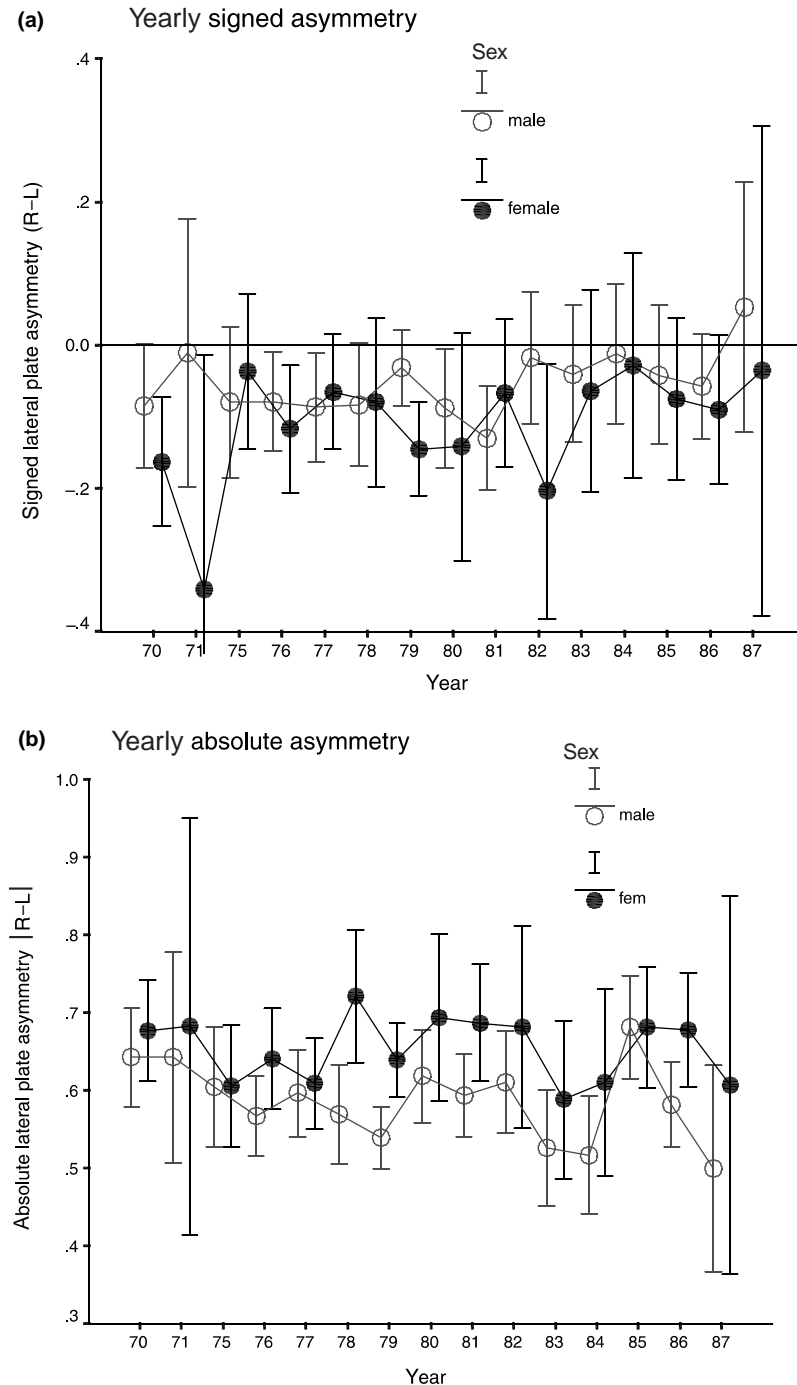 (a) Yearly signed asymmetry
Sex
male
female
Signed lateral plate asymmetry (R–L)
.4
.2
0.0
–.2
–.4
70 71 75 76 77 78 79 80 81 82 83 84 85 86 87
Year
(b) Yearly absolute asymmetry
Sex
male
fem
Absolute lateral plate asymmetry |R–L|
1.0
.9
.8
.7
.6
.5
.4
.3
70 71 75 76 77 78 79 80 81 82 83 84 85 86 87
Year